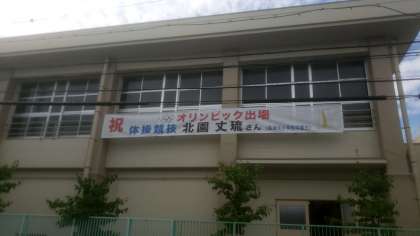 祝
オリンピック出場
体操競技 北園 丈琉さん